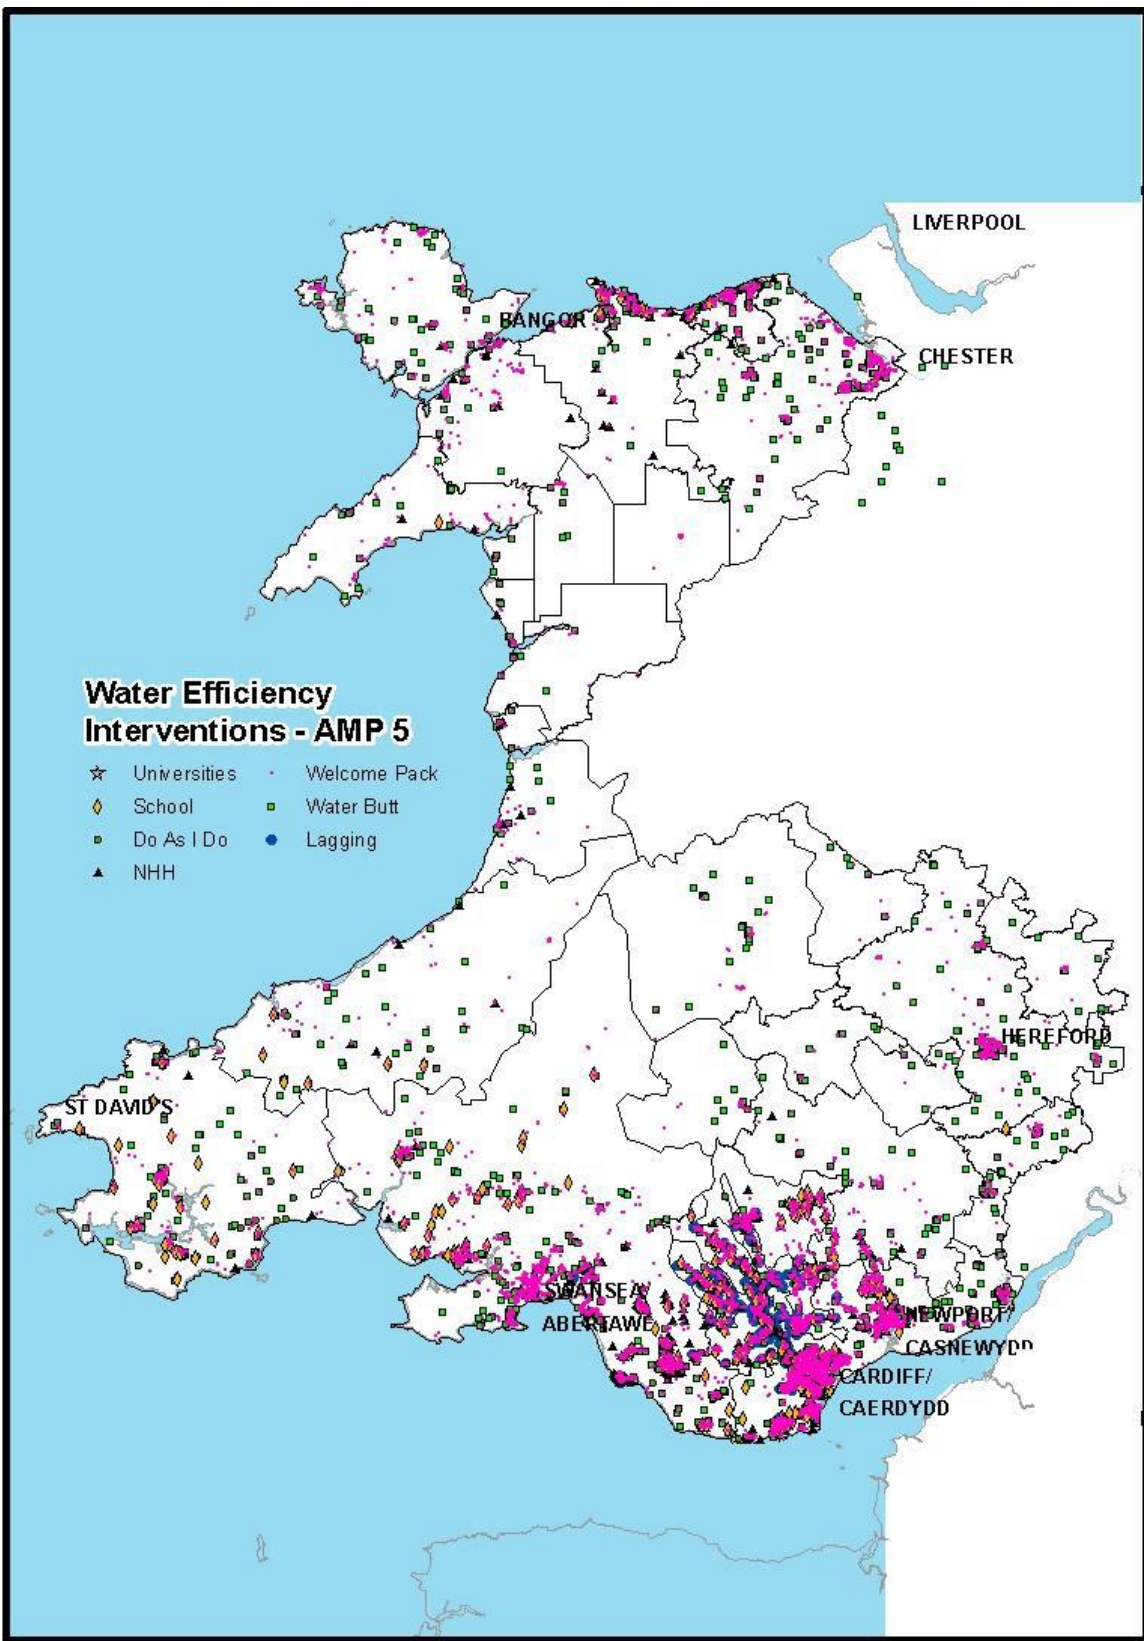 LIVERPOOL
BANGOR
CHESTER
Water Efficiency
Interventions - AMP 5
Universities
Welcome Pack
School
Water Butt
Do As I Do
Lagging
NHH
HEREFORD
ST DAVID'S
SWANSEA/
ABERTAWE
NEWPORT/
CASNEWYDD
CARDIFF/
CAERDYDD